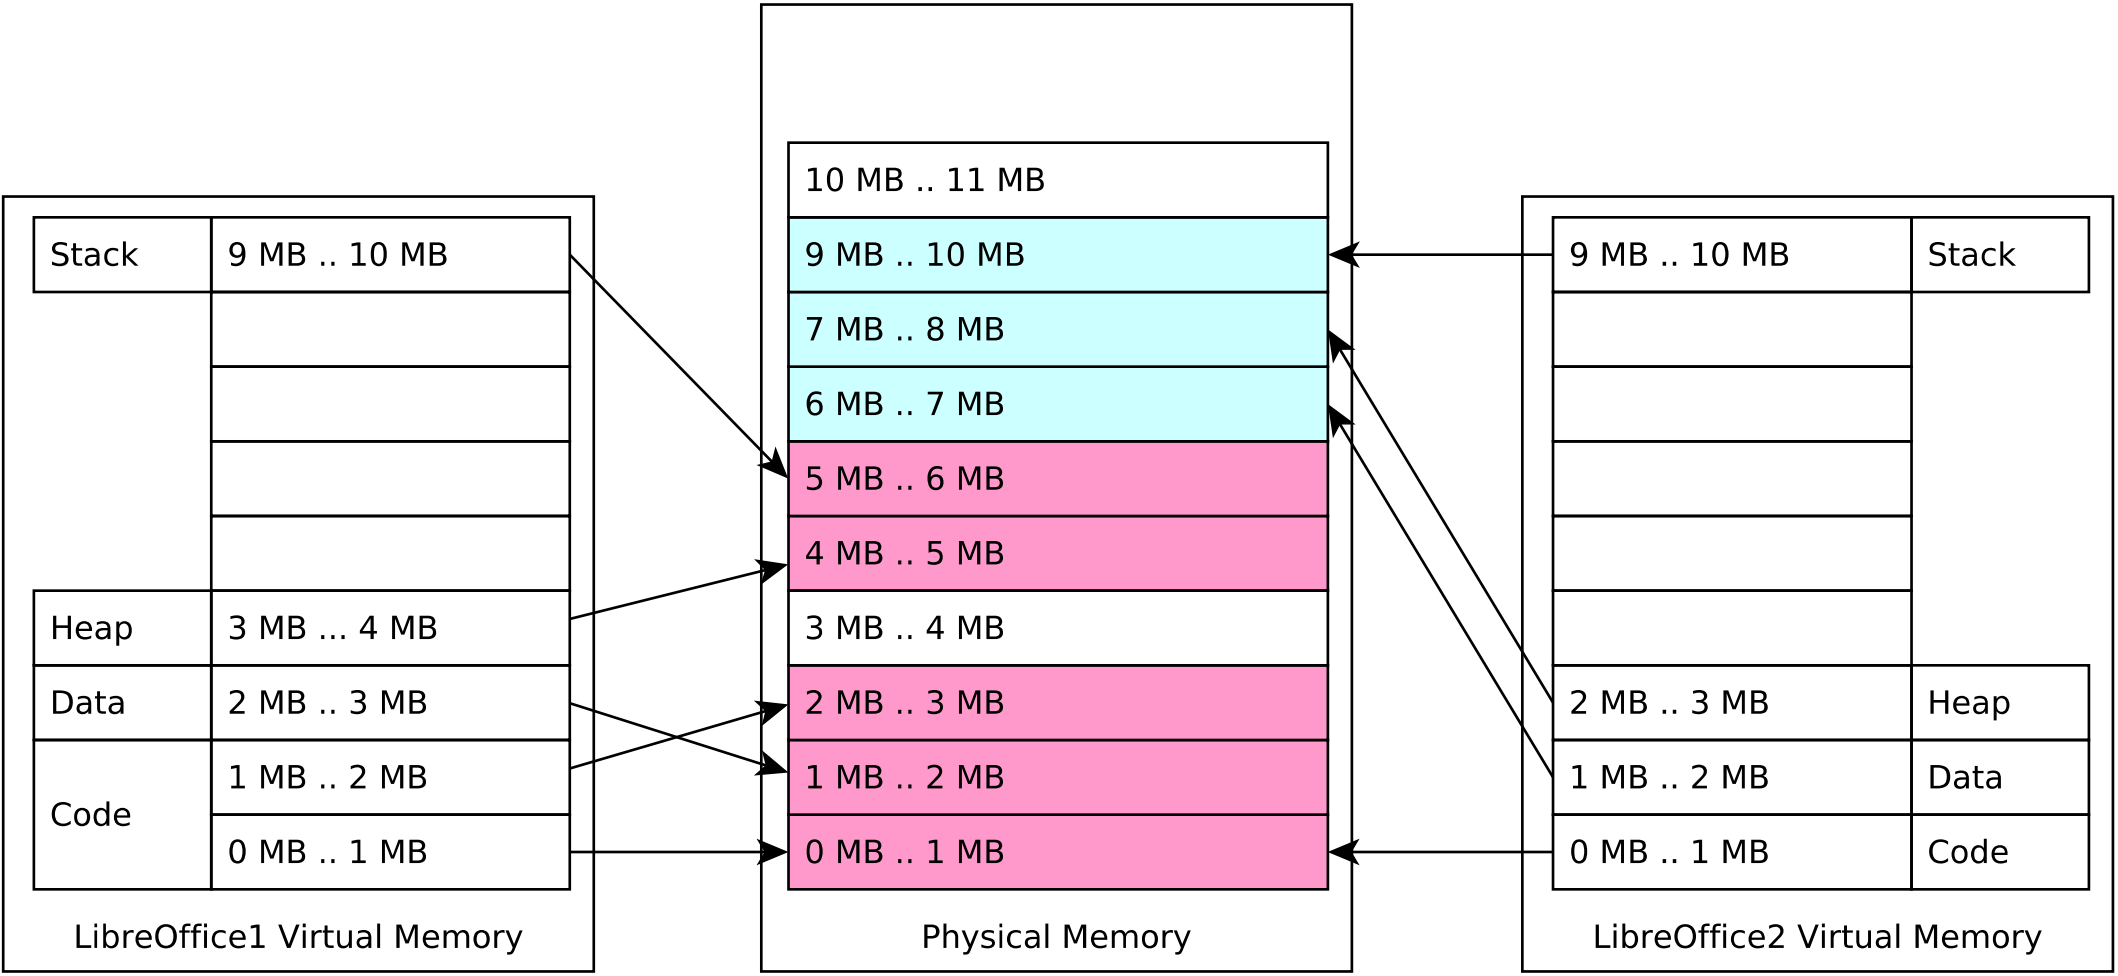 Stack
9 MB .. 10 MB
Heap
3 MB ... 4 MB
Data
2 MB .. 3 MB
Code
1 MB .. 2 MB
0 MB .. 1 MB
LibreOffice1 Virtual Memory
10 MB .. 11 MB
9 MB .. 10 MB
7 MB .. 8 MB
6 MB .. 7 MB
5 MB .. 6 MB
4 MB .. 5 MB
3 MB .. 4 MB
2 MB .. 3 MB
1 MB .. 2 MB
0 MB .. 1 MB
Physical Memory
9 MB .. 10 MB
Stack
2 MB .. 3 MB
Heap
1 MB .. 2 MB
Data
0 MB .. 1 MB
Code
LibreOffice2 Virtual Memory